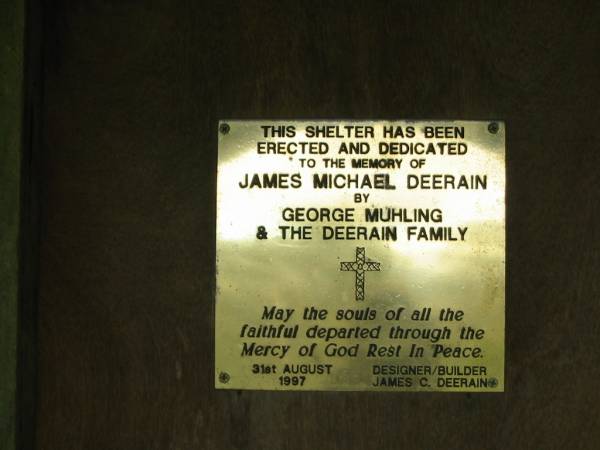 THIS SHELTER HAS BEEN
ERECTED AND DEDICATED
TO THE MEMORY OF
JAMES MICHAEL DEERAIN
BY
GEORGE MUHLING
& THE DEERAIN FAMILY
May the souls of all the
faithful departed through the
Mercy of God Rest In Peace.
31st AUGUST
1997
DESIGNER/BUILDER
JAMES C. DEERAIN